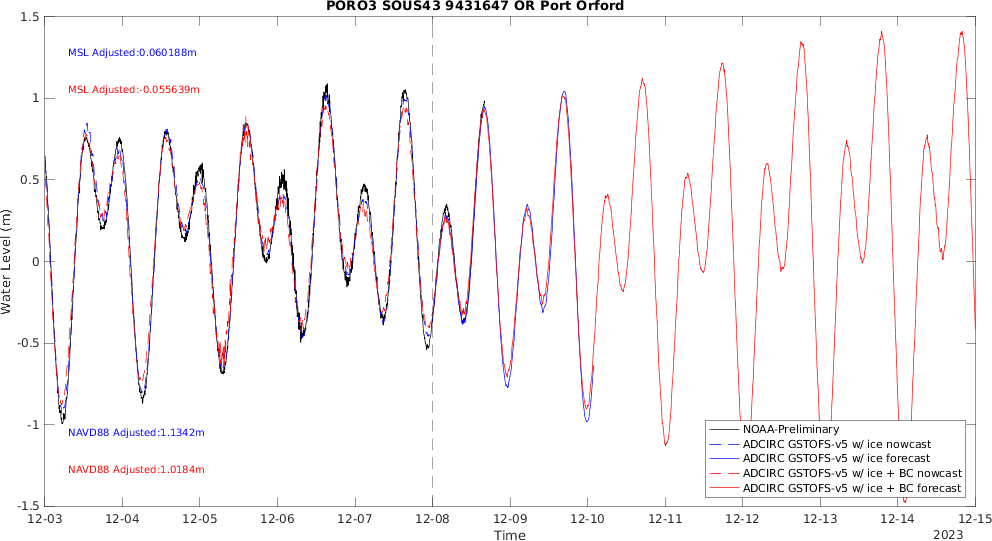 PORO3 SOUS43 9431647 OR Port Orford
1.5
1
0.5
0
-0.5
-1
-1.5
Water Level (m)
MSL Adjusted:0.060188m
MSL Adjusted:-0.055639m
NAVD88 Adjusted:1.1342m
NAVD88 Adjusted:1.0184m
NOAA-Preliminary
ADCIRC GSTOFS-v5 w/ ice nowcast
ADCIRC GSTOFS-v5 w/ ice forecast
ADCIRC GSTOFS-v5 w/ ice + BC nowcast
ADCIRC GSTOFS-v5 w/ ice + BC forecast
12-03 12-04 12-05 12-06 12-07 12-08 12-09 12-10 12-11 12-12 12-13 12-14 12-15
Time
2023